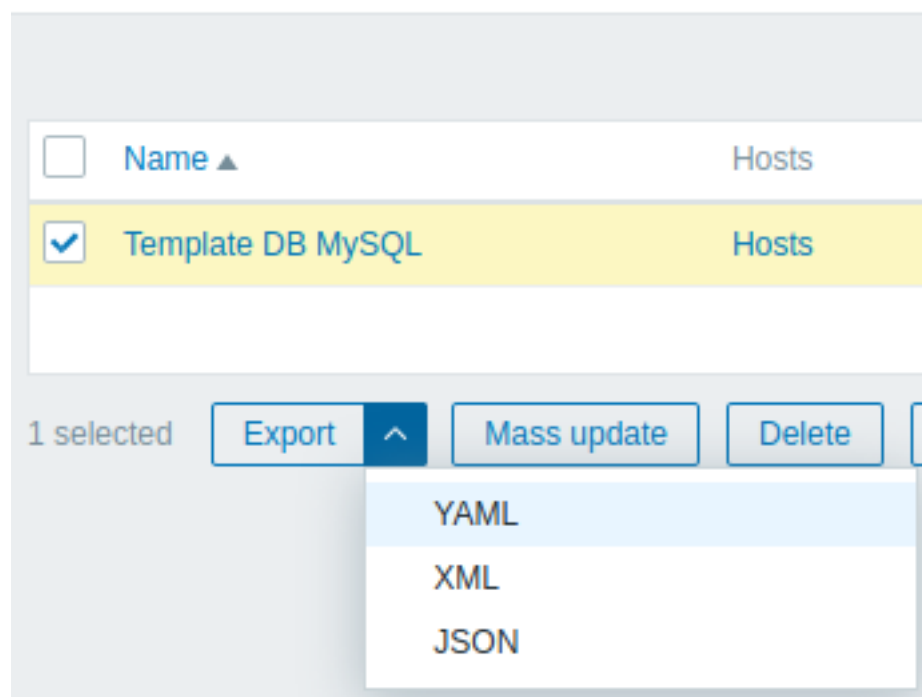 Name ▲ Hosts
Template DB MySQL Hosts
1 selected Export Mass update Delete
YAML
XML
JSON